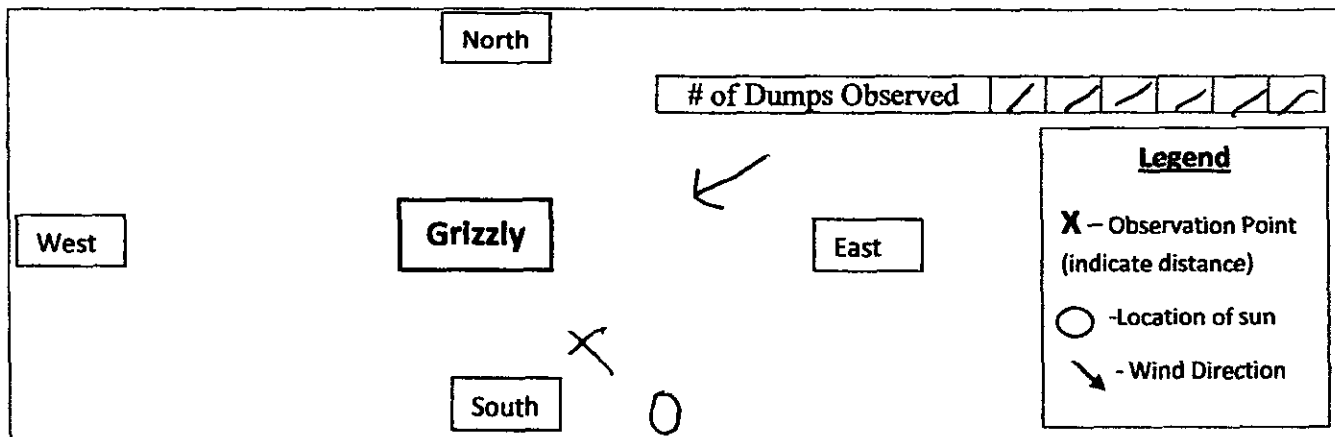 North
# of Dumps Observed / / / / / /
Legend
West
Grizzly
East
X – Observation Point
(indicate distance)
-Location of sun
- Wind Direction
X
South